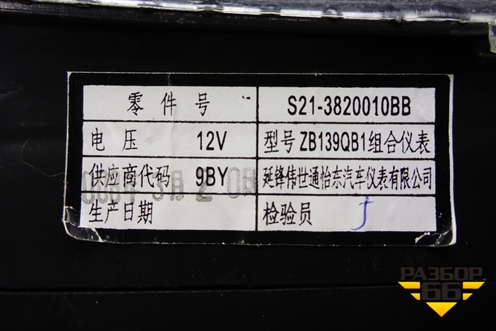 零件号 S21-3820010BB
电压 12V 型号 ZB139QB1组合仪表
供应商代码 9BY 延锋伟世通怡东汽车仪表有限公司
生产日期 检验员
РАЗБОР
66